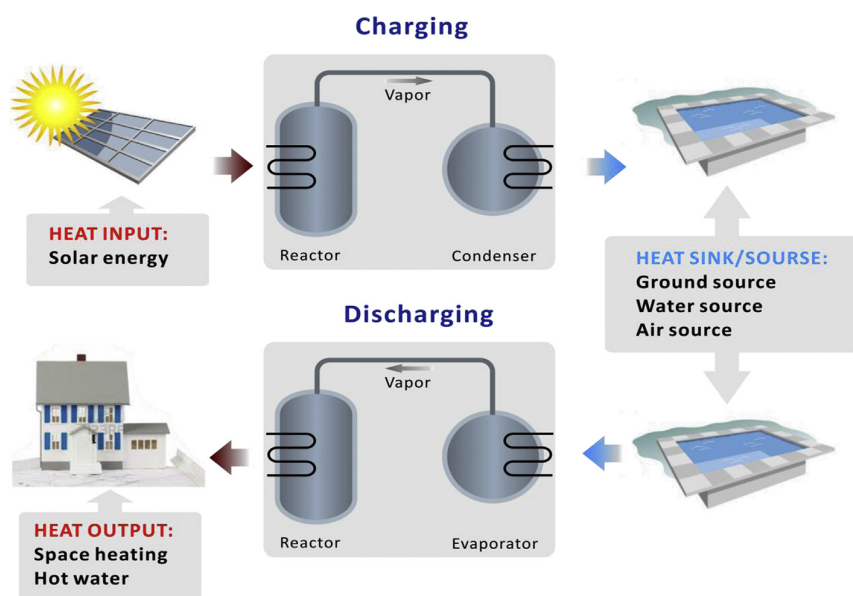 Charging
Vapor
Reactor
Condenser
HEAT INPUT:
Solar energy
HEAT SINK/SOURSE:
Ground source
Water source
Air source
Discharging
Vapor
Reactor
Evaporator
HEAT OUTPUT:
Space heating
Hot water